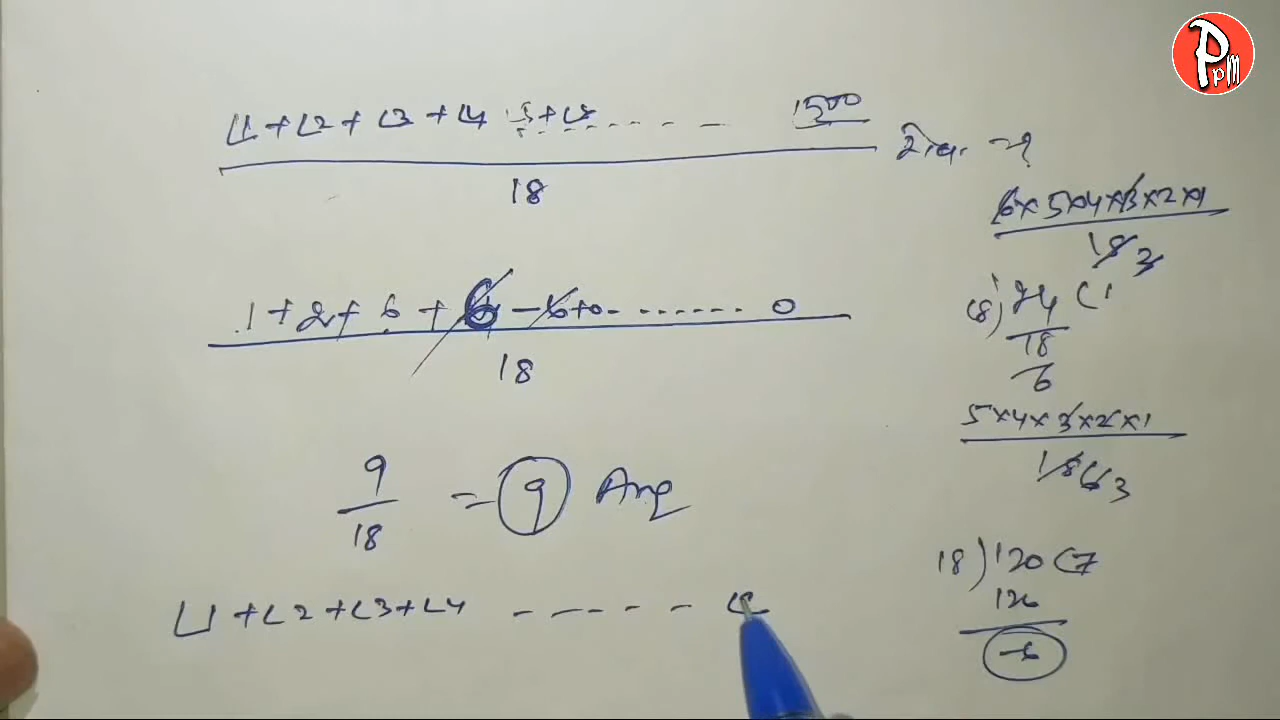 ∟1 + ∟2 + ∟3 + ∟4 ∟5 + ∟6 ....... – – 1500
18
1 + 2 + 6 + 6 – 6 + 0 - ....... 0
18
9
18
= 9 Ans
∟1 + ∟2 + ∟3 + ∟4 – – – – –
6×5×4×3×2×1
18 3
18) 24 (1
18
6
5×4×3×2×1
18 6 3
18) 120 (7
126
–6
P
PM